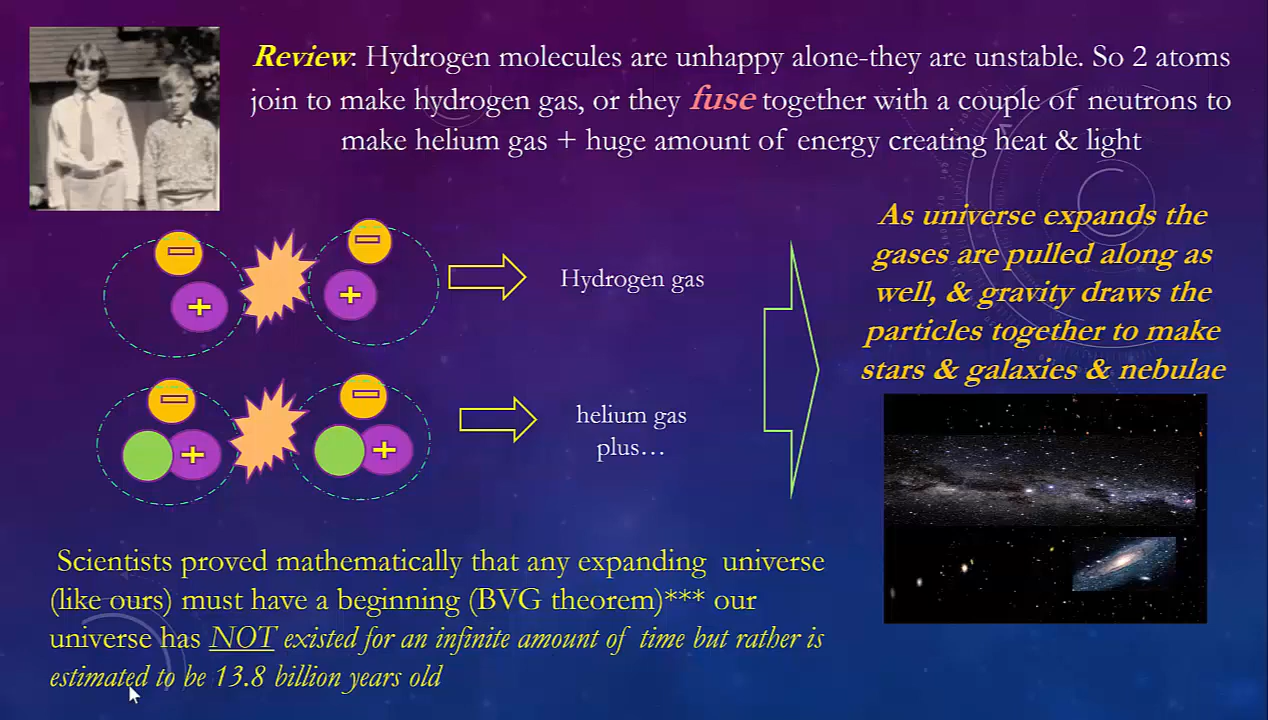 Review: Hydrogen molecules are unhappy alone-they are unstable. So 2 atoms
join to make hydrogen gas, or they fuse together with a couple of neutrons to
make helium gas + huge amount of energy creating heat & light
As universe expands the
gases are pulled along as
well, & gravity draws the
particles together to make
stars & galaxies & nebulae
−
−
+
+
Hydrogen gas
−
−
+
+
helium gas
plus…
Scientists proved mathematically that any expanding universe
(like ours) must have a beginning (BVG theorem)*** our
universe has NOT existed for an infinite amount of time but rather is
estimated to be 13.8 billion years old